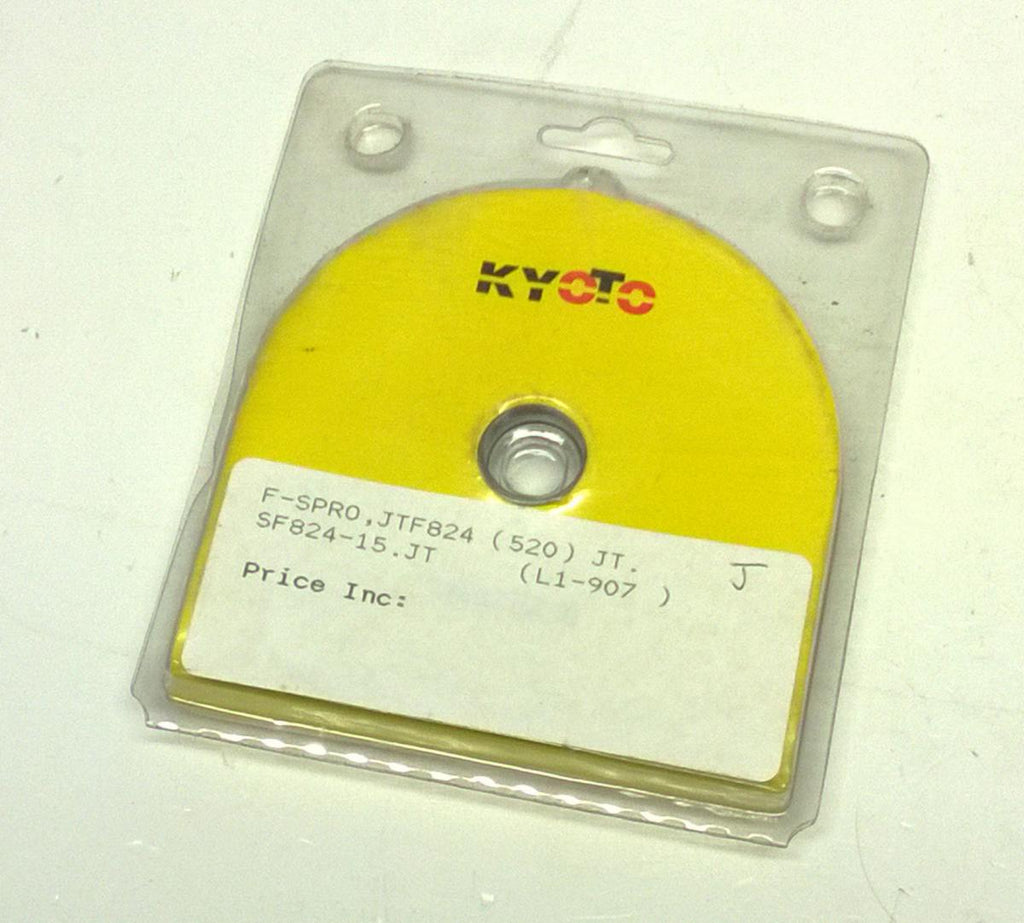 KYOTO
F-SPRO,JTF824 (520) JT.
SF824-15.JT (L1-907 )
J
Price Inc: